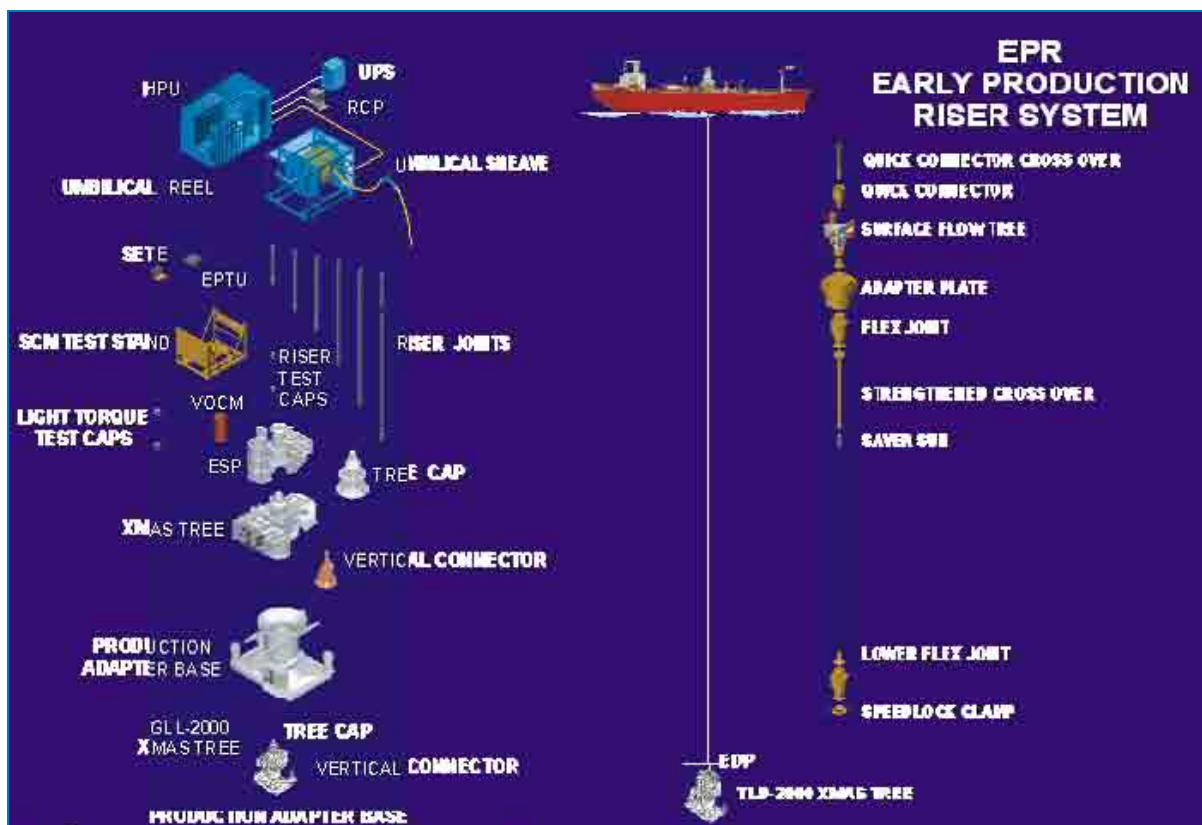 EPR
EARLY PRODUCTION
RISER SYSTEM
HPU
UPS
RCP
UMBILICAL SHEAVE
UMBILICAL REEL
SETE
EPTU
SCM TEST STAND
RISER JOINTS
RISER
TEST
CAPS
VOCM
LIGHT TORQUE
TEST CAPS
ESP
TREE CAP
XMAS TREE
VERTICAL CONNECTOR
PRODUCTION
ADAPTER BASE
GLL-2000
XMAS TREE
TREE CAP
VERTICAL CONNECTOR
PRODUCTION ADAPTER BASE
QUICK CONNECTOR CROSS OVER
QUICK CONNECTOR
SURFACE FLOW TREE
ADAPTER PLATE
FLEX JOINT
STRENGTHENED CROSS OVER
SAVER SUB
LOWER FLEX JOINT
SPEEDLOCK CLAMP
EDP
XMAS TREE